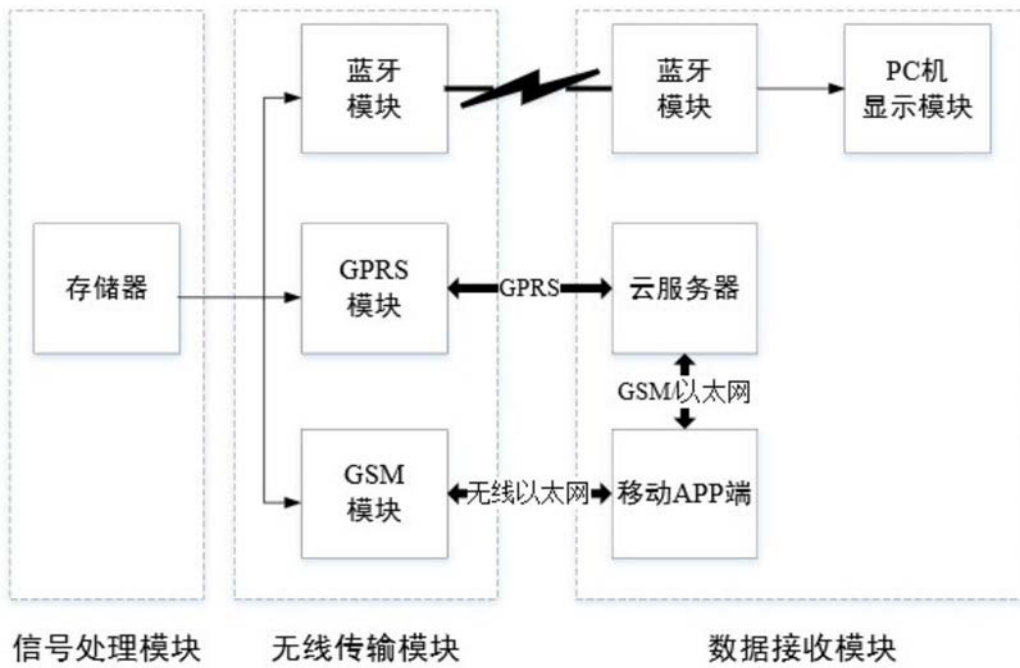 蓝牙
模块
蓝牙
模块
PC机
显示模块
存储器
GPRS
模块
GPRS
云服务器
GSM/以太网
GSM
模块
无线以太网
移动APP端
信号处理模块
无线传输模块
数据接收模块